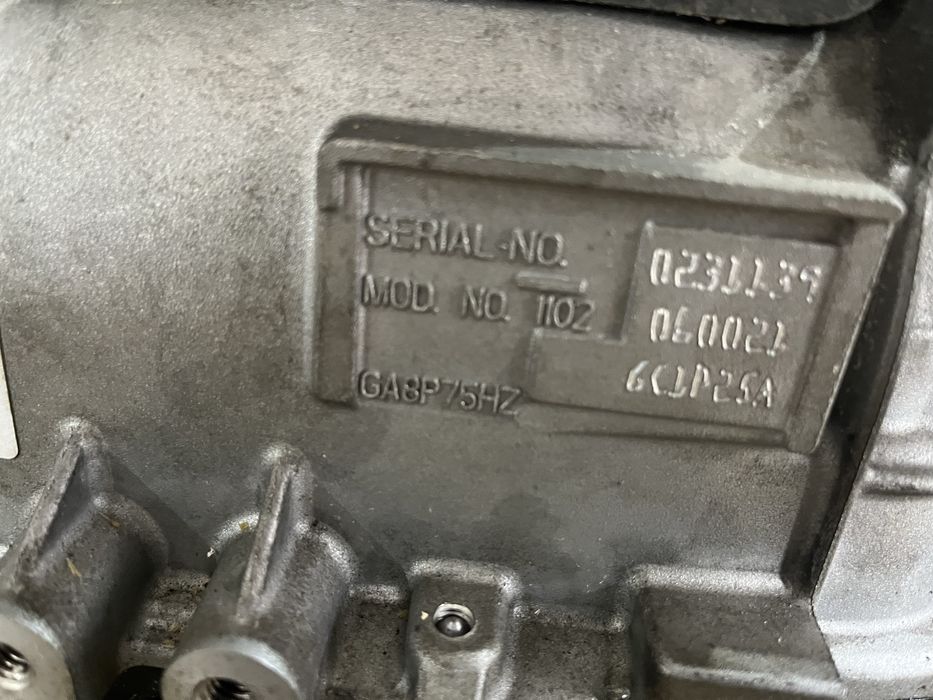 SERIAL-NO. 0231139
MOD. NO. 1102 060021
GA8P75HZ 6C1P25A